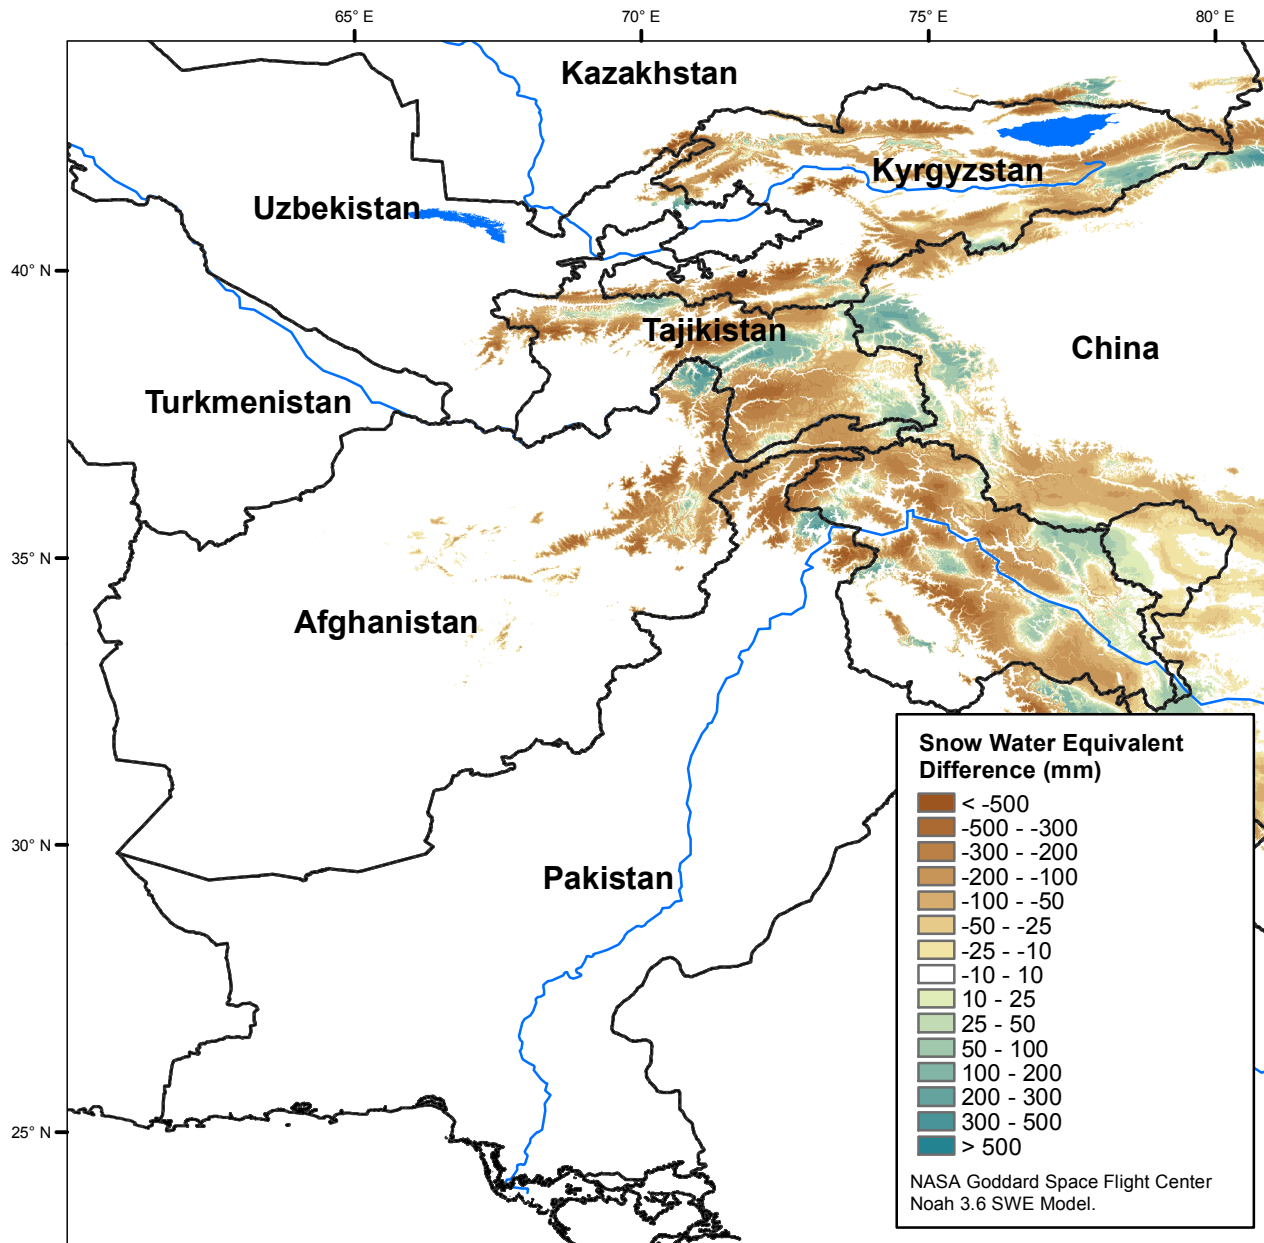 65° E
70° E
75° E
80° E
Kazakhstan
Kyrgyzstan
Uzbekistan
40° N
Tajikistan
China
Turkmenistan
35° N
Afghanistan
Snow Water Equivalent
Difference (mm)
< -500
-500 - -300
-300 - -200
-200 - -100
-100 - -50
-50 - -25
-25 - -10
-10 - 10
10 - 25
25 - 50
50 - 100
100 - 200
200 - 300
300 - 500
> 500
NASA Goddard Space Flight Center
Noah 3.6 SWE Model.
30° N
Pakistan
25° N